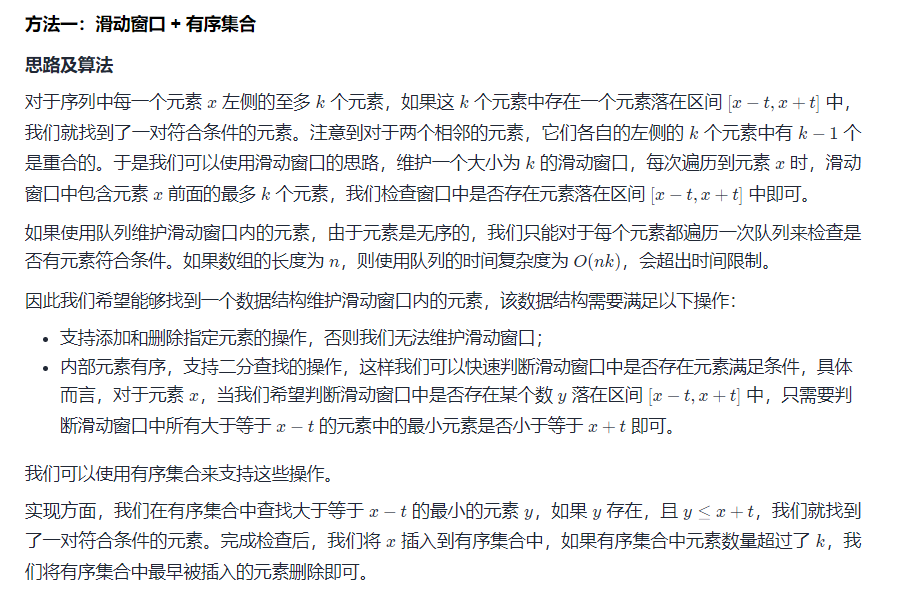 方法一：滑动窗口 + 有序集合
思路及算法
对于序列中每一个元素 x 左侧的至多 k 个元素，如果这 k 个元素中存在一个元素落在区间 [x − t, x + t] 中，
我们就找到了一对符合条件的元素。注意到对于两个相邻的元素，它们各自的左侧的 k 个元素中有 k − 1 个
是重合的。于是我们可以使用滑动窗口的思路，维护一个大小为 k 的滑动窗口，每次遍历到元素 x 时，滑动
窗口中包含元素 x 前面的最多 k 个元素，我们检查窗口中是否存在元素落在区间 [x − t, x + t] 中即可。
如果使用队列维护滑动窗口内的元素，由于元素是无序的，我们只能对于每个元素都遍历一次队列来检查是
否有元素符合条件。如果数组的长度为 n，则使用队列的时间复杂度为 O(nk)，会超出时间限制。
因此我们希望能够找到一个数据结构维护滑动窗口内的元素，该数据结构需要满足以下操作：
• 支持添加和删除指定元素的操作，否则我们无法维护滑动窗口；
• 内部元素有序，支持二分查找的操作，这样我们可以快速判断滑动窗口中是否存在元素满足条件，具体
而言，对于元素 x，当我们希望判断滑动窗口中是否存在某个数 y 落在区间 [x − t, x + t] 中，只需要判
断滑动窗口中所有大于等于 x − t 的元素中的最小元素是否小于等于 x + t 即可。
我们可以使用有序集合来支持这些操作。
实现方面，我们在有序集合中查找大于等于 x − t 的最小的元素 y，如果 y 存在，且 y ≤ x + t，我们就找到
了一对符合条件的元素。完成检查后，我们将 x 插入到有序集合中，如果有序集合中元素数量超过了 k，我
们将有序集合中最早被插入的元素删除即可。